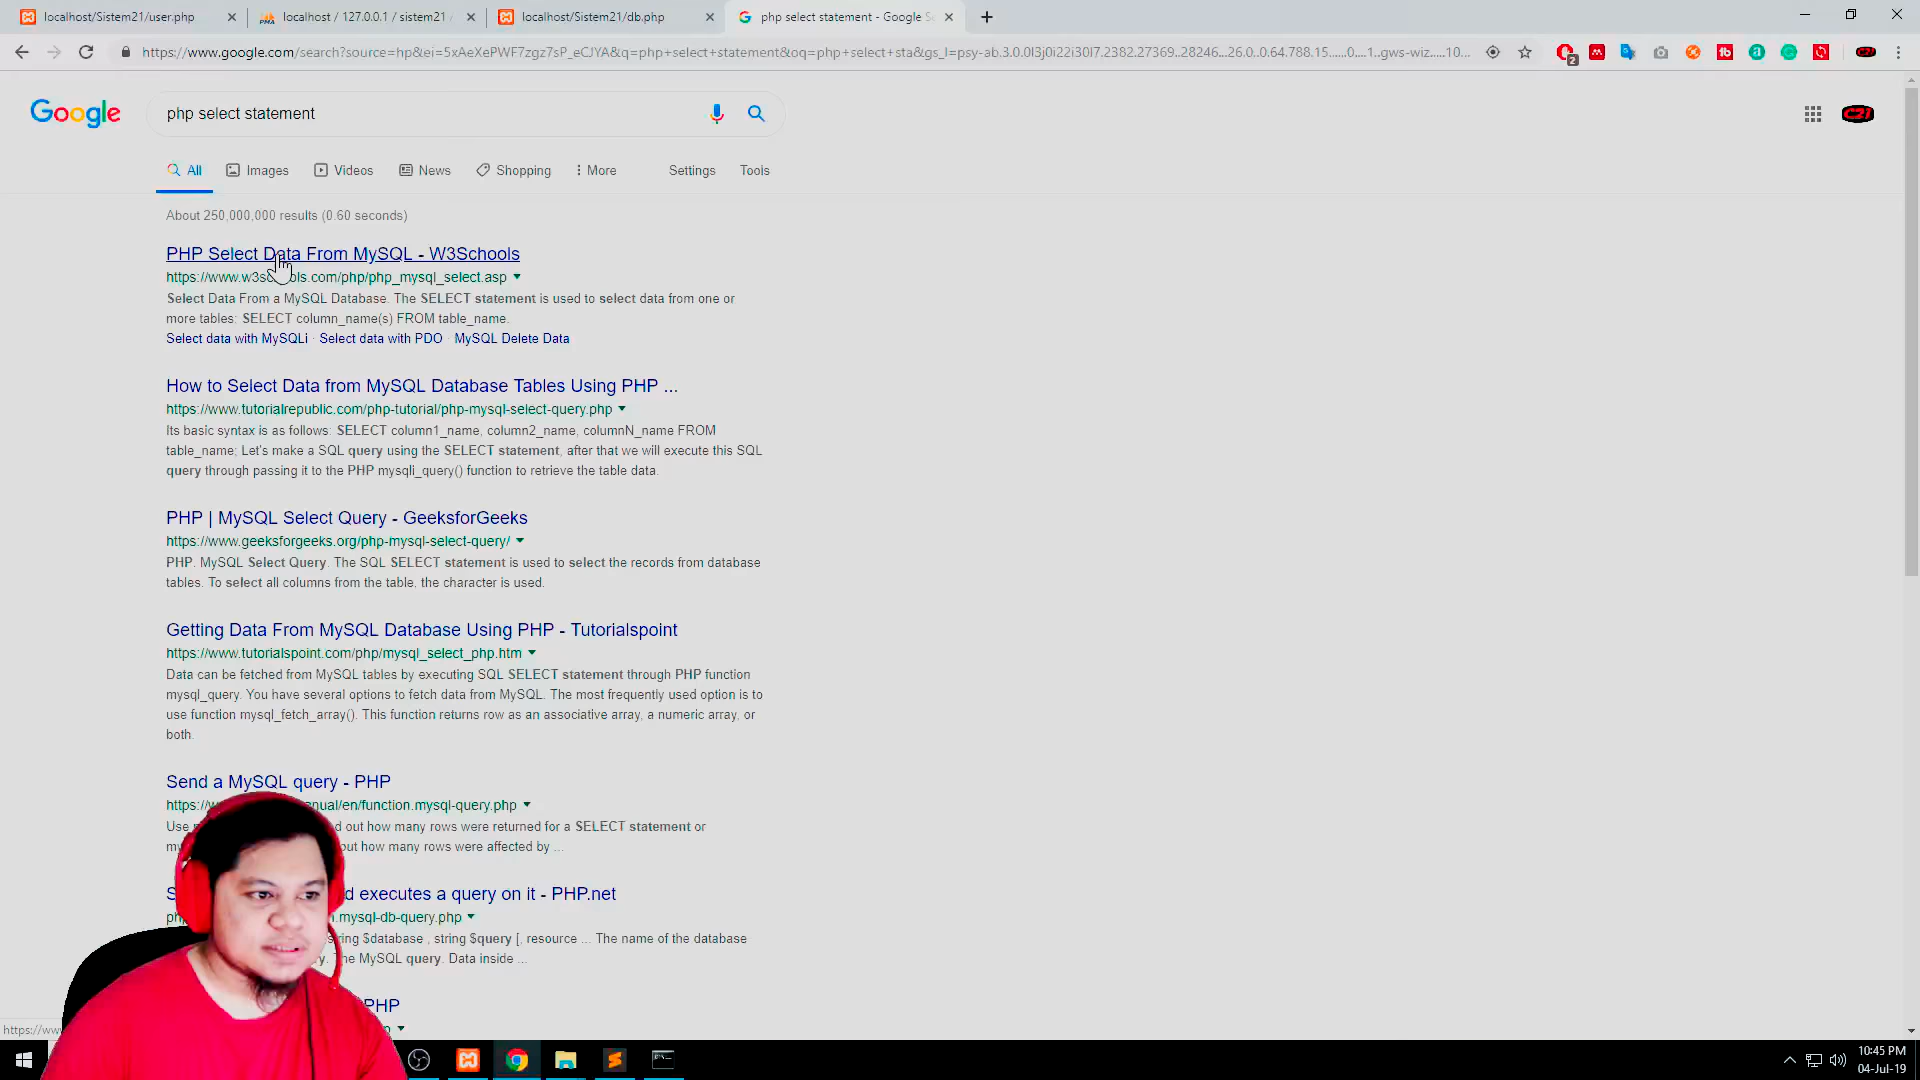 localhost/Sistem21/user.php
localhost / 127.0.0.1 / sistem21
localhost/Sistem21/db.php
php select statement - Google S
https://www.google.com/search?source=hp&ei=5xAeXePWF7zgz7sP_eCJYA&q=php+select+statement&oq=php+select+sta&gs_l=psy-ab.3.0.0l3j0i22i30l7.2382.27369..28246...26.0..0.64.788.15......0....1..gws-wiz.....10...
Google
php select statement
All Images Videos News Shopping More Settings Tools
About 250,000,000 results (0.60 seconds)
PHP Select Data From MySQL - W3Schools
https://www.w3schools.com/php/php_mysql_select.asp
Select Data From a MySQL Database. The SELECT statement is used to select data from one or
more tables: SELECT column_name(s) FROM table_name.
Select data with MySQLi · Select data with PDO · MySQL Delete Data
How to Select Data from MySQL Database Tables Using PHP ...
https://www.tutorialrepublic.com/php-tutorial/php-mysql-select-query.php
Its basic syntax is as follows: SELECT column1_name, column2_name, columnN_name FROM
table_name; Let's make a SQL query using the SELECT statement, after that we will execute this SQL
query through passing it to the PHP mysqli_query() function to retrieve the table data.
PHP | MySQL Select Query - GeeksforGeeks
https://www.geeksforgeeks.org/php-mysql-select-query/
PHP. MySQL Select Query. The SQL SELECT statement is used to select the records from database
tables. To select all columns from the table, the character is used.
Getting Data From MySQL Database Using PHP - Tutorialspoint
https://www.tutorialspoint.com/php/mysql_select_php.htm
Data can be fetched from MySQL tables by executing SQL SELECT statement through PHP function
mysql_query. You have several options to fetch data from MySQL. The most frequently used option is to
use function mysql_fetch_array(). This function returns row as an associative array, a numeric array, or
both.
Send a MySQL query - PHP
https:// anual/en/function.mysql-query.php
Use d out how many rows were returned for a SELECT statement or
out how many rows were affected by ...
d executes a query on it - PHP.net
.mysql-db-query.php
string $database , string $query [, resource ... The name of the database
The MySQL query. Data inside ...
PHP
https://ww
10:45 PM
04-Jul-19